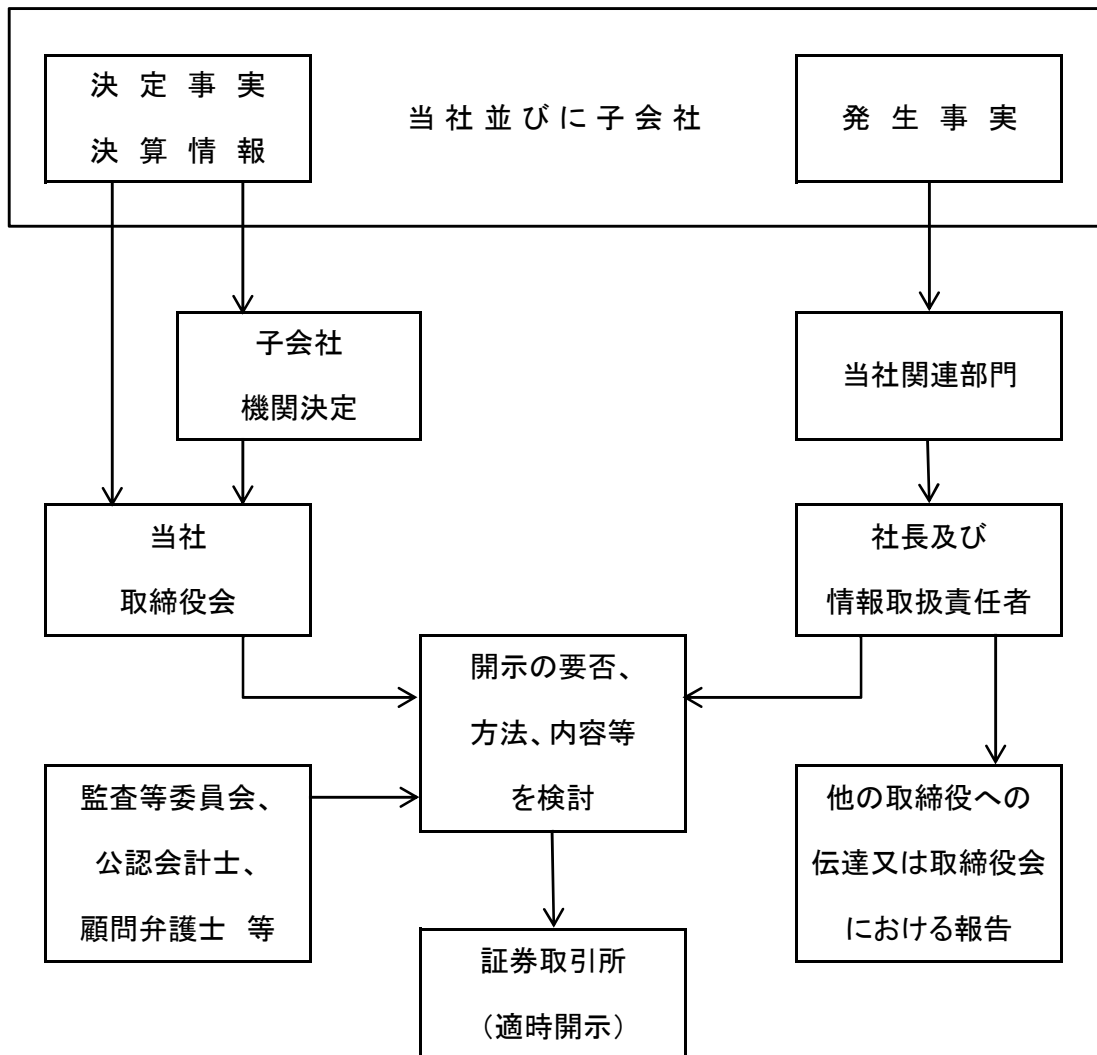 決定事実
決算情報
当社並びに子会社
発生事実
子会社
機関決定
当社関連部門
当社
取締役会
社長及び
情報取扱責任者
開示の要否、
方法、内容等
を検討
監査等委員会、
公認会計士、
顧問弁護士 等
他の取締役への
伝達又は取締役会
における報告
証券取引所
（適時開示）